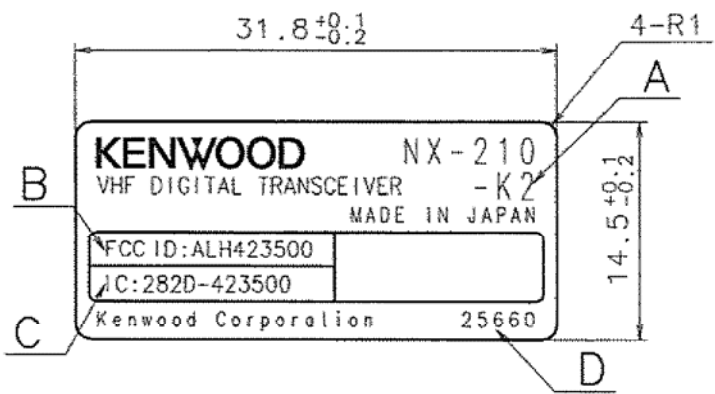 31.8 +0.1 -0.2
4-R1
A
KENWOOD NX-210
VHF DIGITAL TRANSCEIVER -K2
B
MADE IN JAPAN
14.5 +0.1 -0.2
FCC ID:ALH423500
IC:282D-423500
C
Kenwood Corporation 25660
D